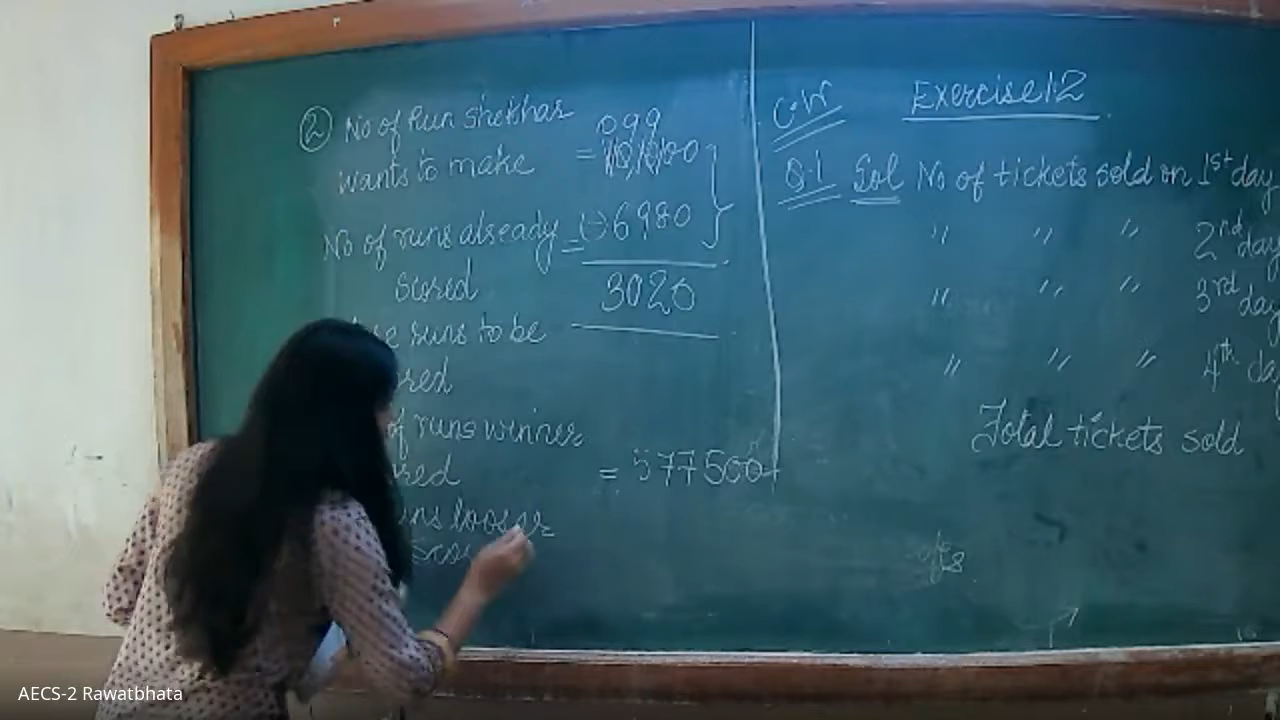 ② No of Run Shekhar
099
wants to make = 10,000
No of runs already = (-) 6980
Scored 3020
runs to be
red
of runs winner
red = 577500
runs looser
C.W Exercise 1.2
Q.1 Sol No of tickets sold on 1st day
" " " 2nd day
" " " 3rd day
" " " 4th da
Total tickets sold
AECS-2 Rawatbhata